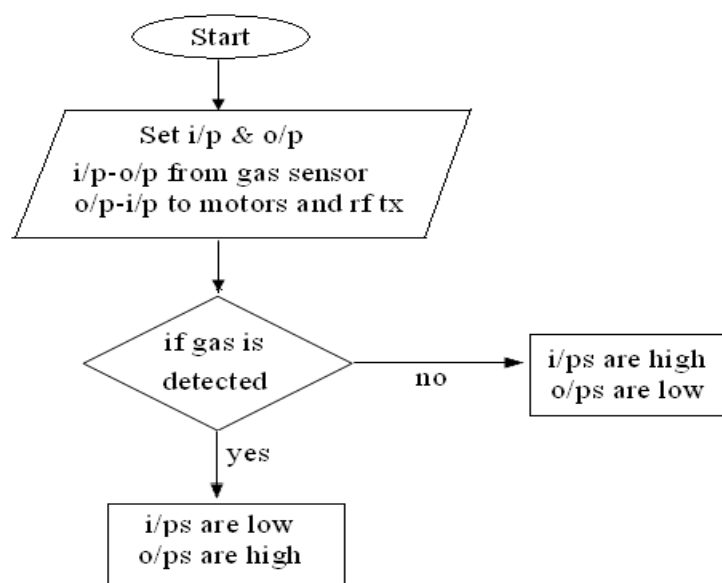 Start
Set i/p & o/p
i/p-o/p from gas sensor
o/p-i/p to motors and rf tx
if gas is
detected
no
i/ps are high
o/ps are low
yes
i/ps are low
o/ps are high